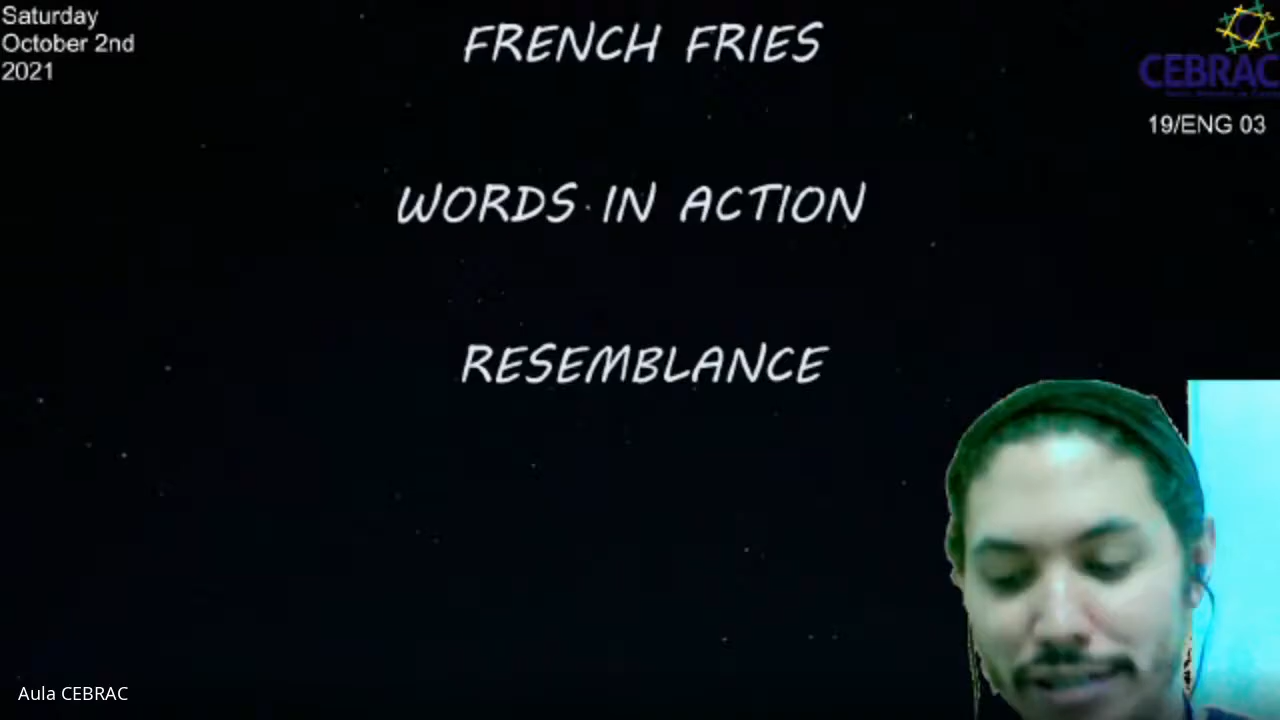 Saturday
October 2nd
2021
FRENCH FRIES
CEBRAC
19/ENG 03
WORDS IN ACTION
RESEMBLANCE
Aula CEBRAC